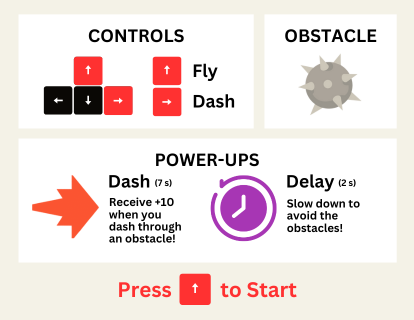 CONTROLS
↑ Fly
← ↓ → → Dash
OBSTACLE
POWER-UPS
Dash (7 s)
Receive +10
when you
dash through
an obstacle!
Delay (2 s)
Slow down to
avoid the
obstacles!
Press ↑ to Start